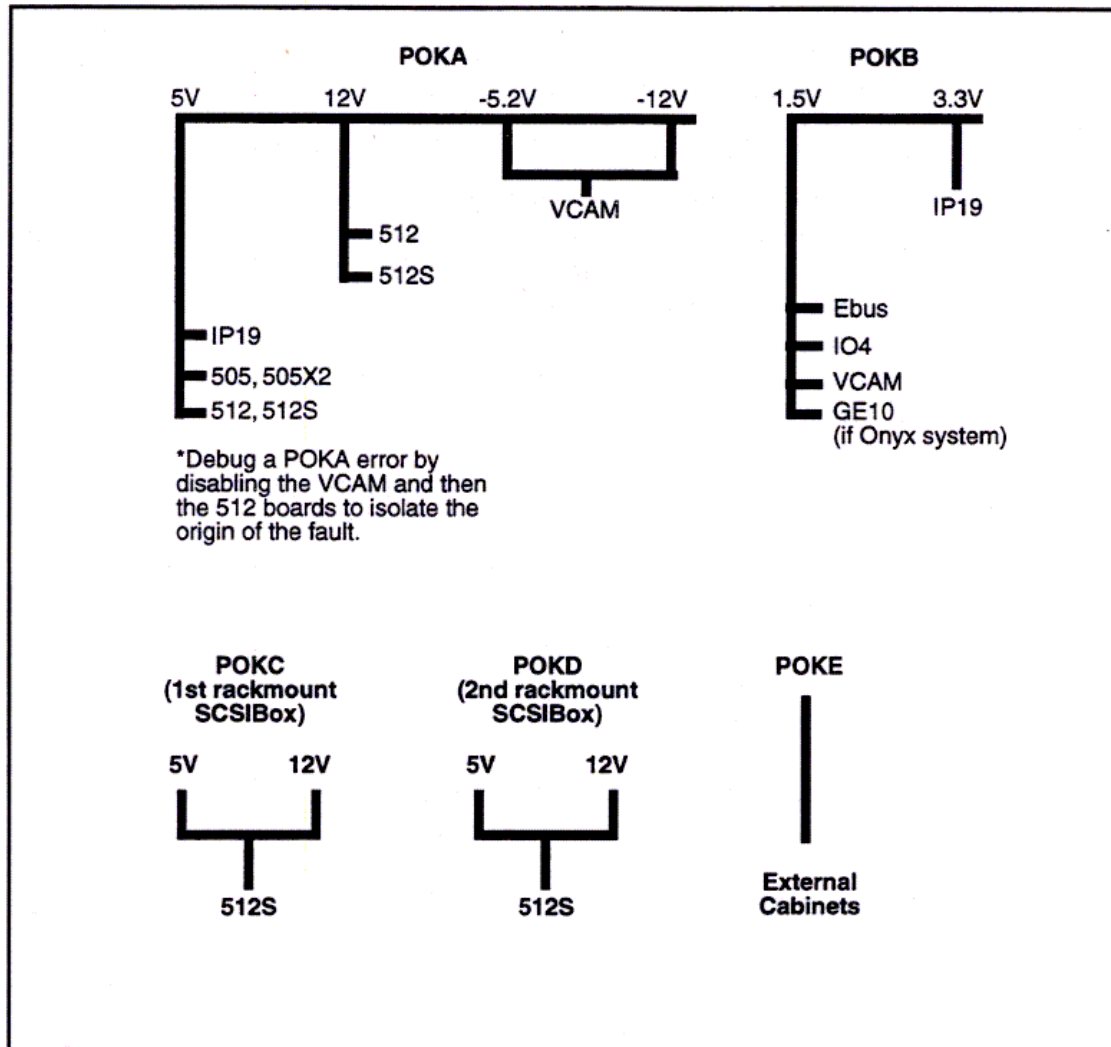 POKA
POKB
5V 12V -5.2V -12V
1.5V 3.3V
VCAM
IP19
512
512S
IP19
505, 505X2
512, 512S
Ebus
IO4
VCAM
GE10
(if Onyx system)
*Debug a POKA error by
disabling the VCAM and then
the 512 boards to isolate the
origin of the fault.
POKC
(1st rackmount
SCSIBox)
5V 12V
512S
POKD
(2nd rackmount
SCSIBox)
5V 12V
512S
POKE
External
Cabinets